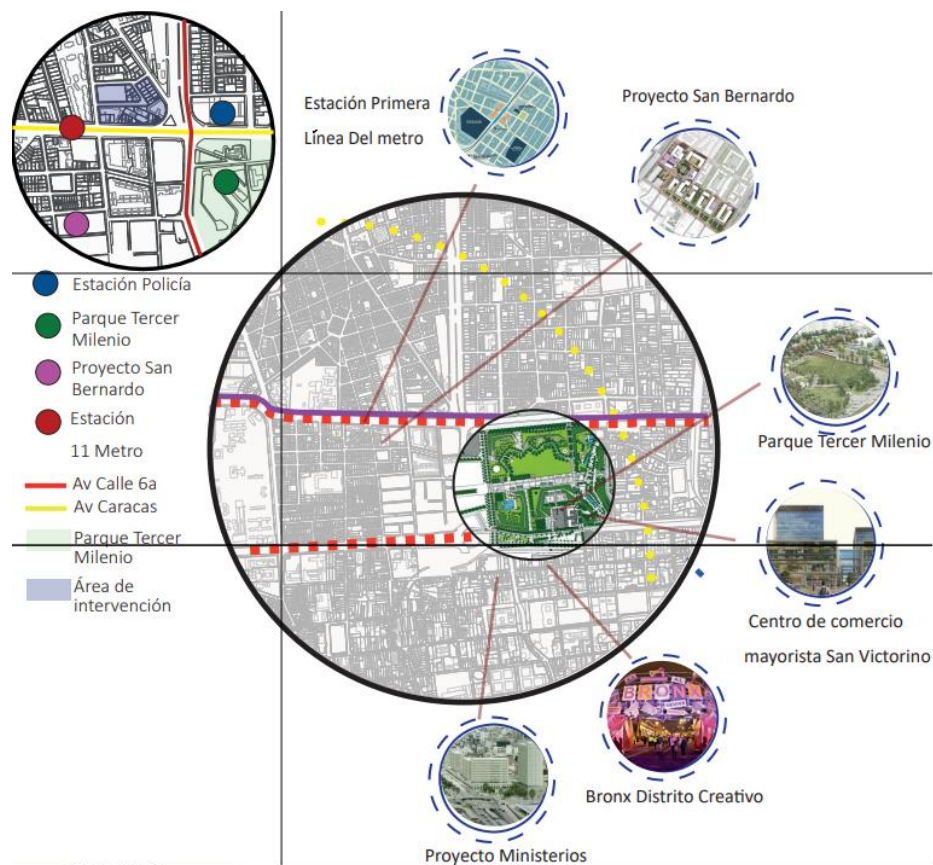 Estación Primera
Línea Del metro
Proyecto San Bernardo
Estación Policía
Parque Tercer
Milenio
Proyecto San
Bernardo
Estación
11 Metro
Av Calle 6a
Av Caracas
Parque Tercer
Milenio
Área de
intervención
Parque Tercer Milenio
Centro de comercio
mayorista San Victorino
BRONX
Bronx Distrito Creativo
Proyecto Ministerios